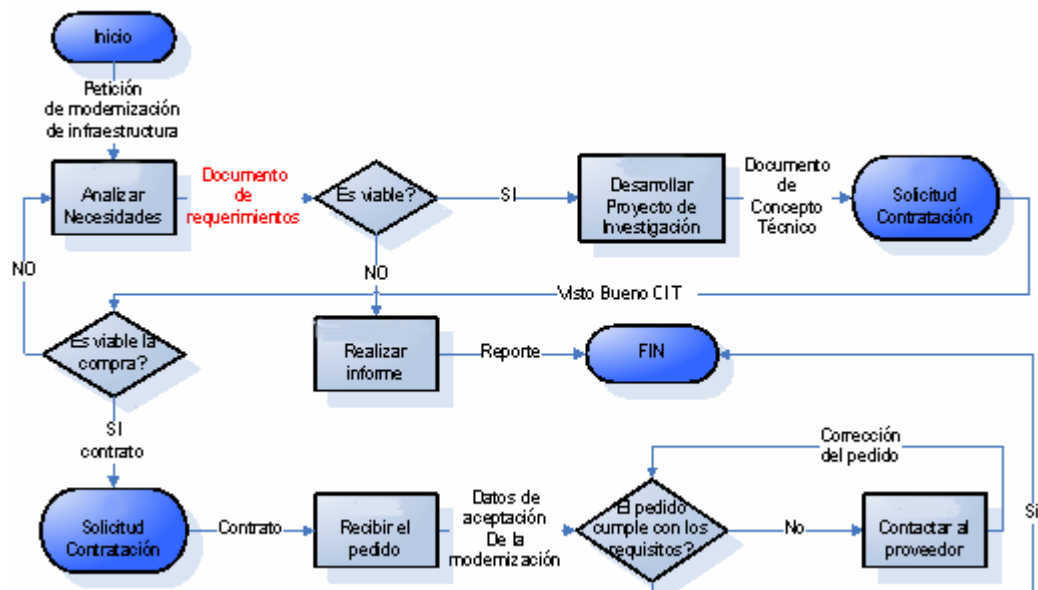 Inicio
Petición
de modernización
de infraestructura
Analizar
Necesidades
Documento
de
requerimientos
Es viable?
SI
Desarrollar
Proyecto de
Investigación
Documento
de
Concepto
Técnico
Solicitud
Contratación
NO
NO
Visto Bueno CIT
Es viable la
compra?
Realizar
informe
Reporte
FIN
SI
contrato
Corrección
del pedido
Solicitud
Contratación
Contrato
Recibir el
pedido
Datos de
aceptación
De la
modernización
El pedido
cumple con los
requisitos?
No
Contactar al
proveedor
Si